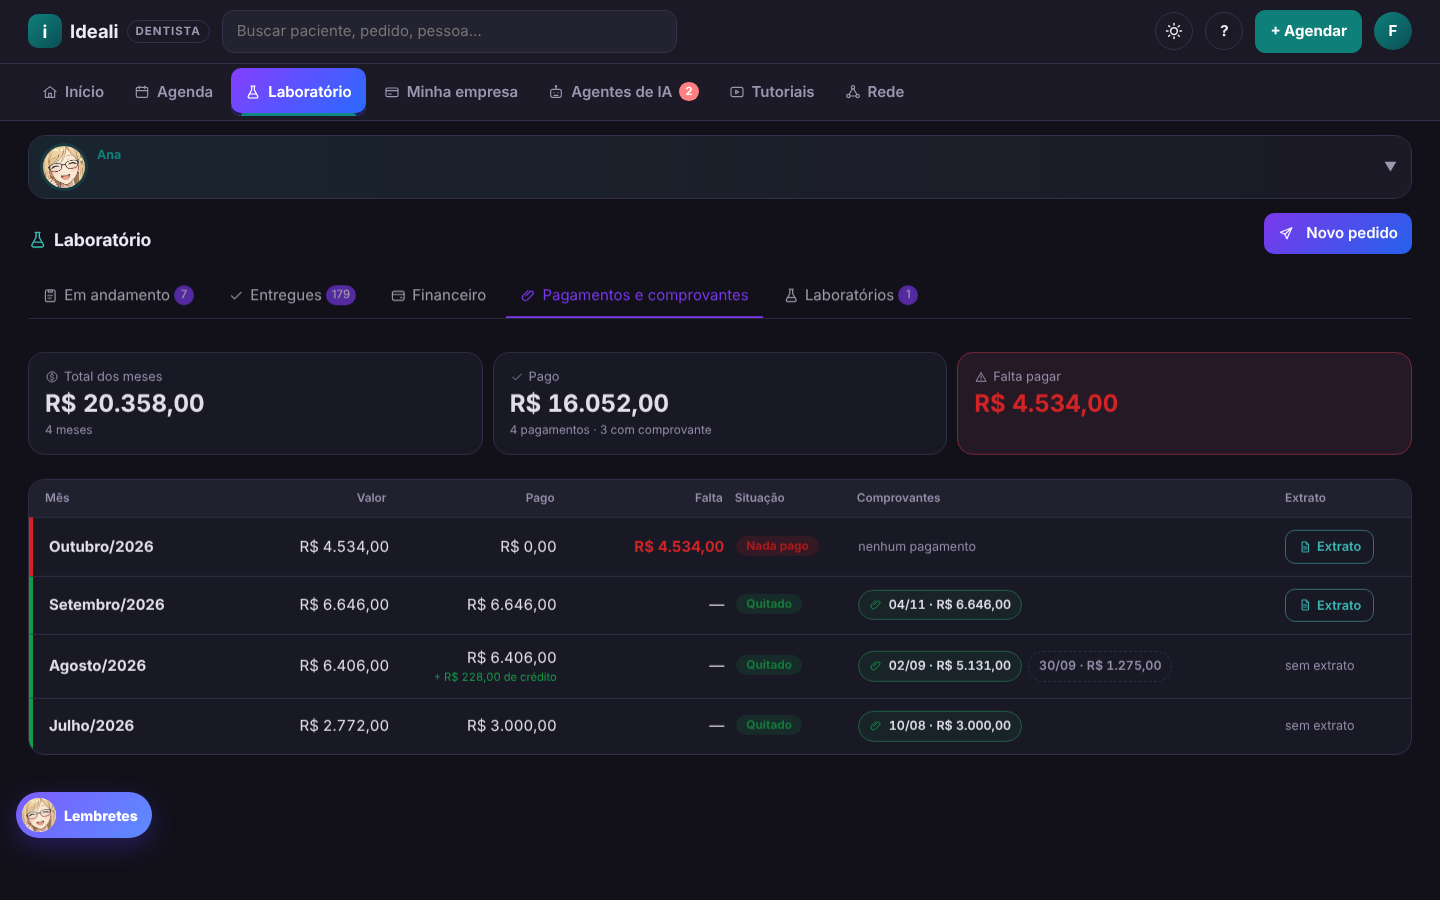 i Ideali DENTISTA Buscar paciente, pedido, pessoa... ? + Agendar F
Início Agenda Laboratório Minha empresa Agentes de IA 2 Tutoriais Rede
Ana ▼
Laboratório Novo pedido
Em andamento 7 Entregues 179 Financeiro Pagamentos e comprovantes Laboratórios 1
Total dos meses
R$ 20.358,00
4 meses
Pago
R$ 16.052,00
4 pagamentos · 3 com comprovante
Falta pagar
R$ 4.534,00
Mês Valor Pago Falta Situação Comprovantes Extrato
Outubro/2026 R$ 4.534,00 R$ 0,00 R$ 4.534,00 Nada pago nenhum pagamento Extrato
Setembro/2026 R$ 6.646,00 R$ 6.646,00 — Quitado 04/11 · R$ 6.646,00 Extrato
Agosto/2026 R$ 6.406,00 R$ 6.406,00 — Quitado 02/09 · R$ 5.131,00 30/09 · R$ 1.275,00 sem extrato
+ R$ 228,00 de crédito
Julho/2026 R$ 2.772,00 R$ 3.000,00 — Quitado 10/08 · R$ 3.000,00 sem extrato
Lembretes